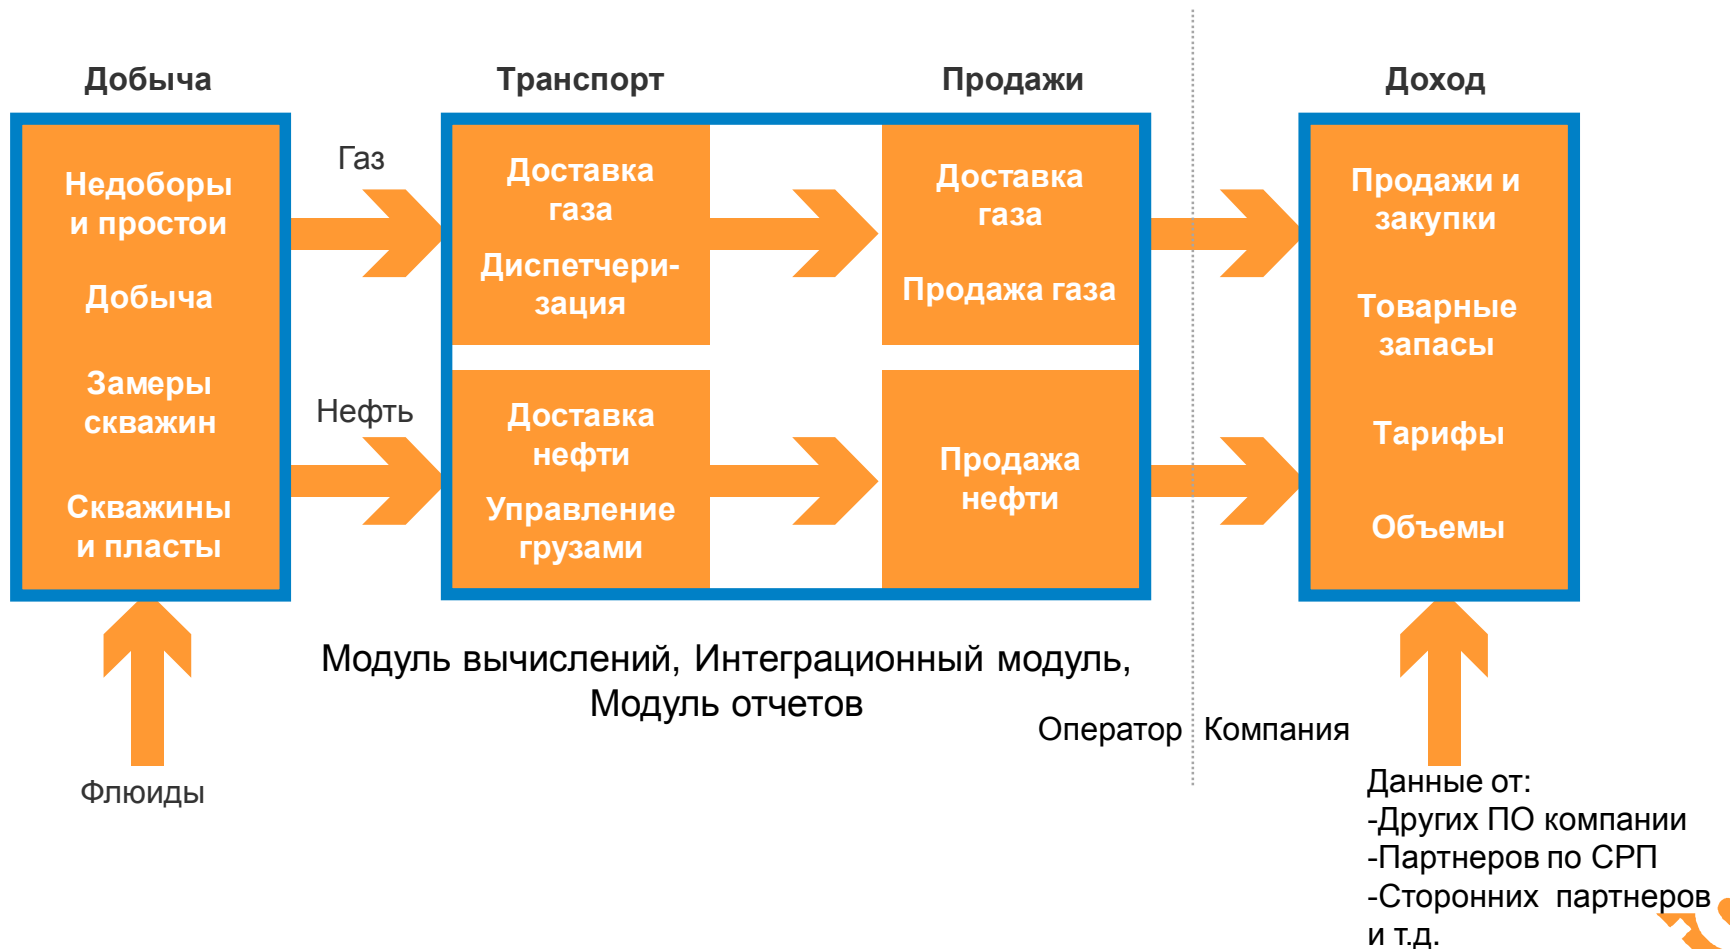 Добыча
Транспорт
Продажи
Доход
Недоборы
и простои
Добыча
Замеры
скважин
Скважины
и пласты
Газ
Нефть
Доставка
газа
Диспетчери-
зация
Доставка
нефти
Управление
грузами
Доставка
газа
Продажа газа
Продажа
нефти
Продажи и
закупки
Товарные
запасы
Тарифы
Объемы
Модуль вычислений, Интеграционный модуль,
Модуль отчетов
Оператор
Компания
Флюиды
Данные от:
-Других ПО компании
-Партнеров по СРП
-Сторонних партнеров
и т.д.